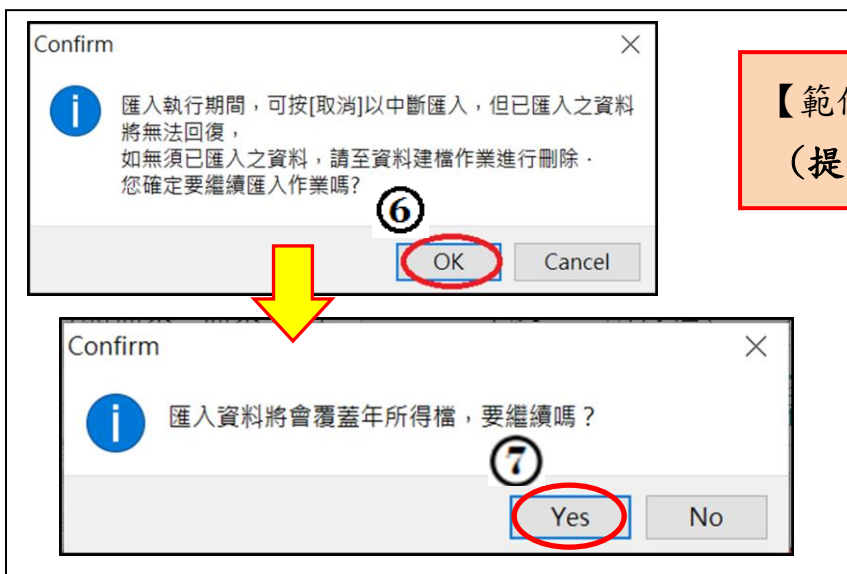 Confirm
匯入執行期間，可按[取消]以中斷匯入，但已匯入之資料
將無法回復，
如無須已匯入之資料，請至資料建檔作業進行刪除．
您確定要繼續匯入作業嗎?
⑥
OK Cancel
【範
（提
Confirm
匯入資料將會覆蓋年所得檔，要繼續嗎？
⑦
Yes No